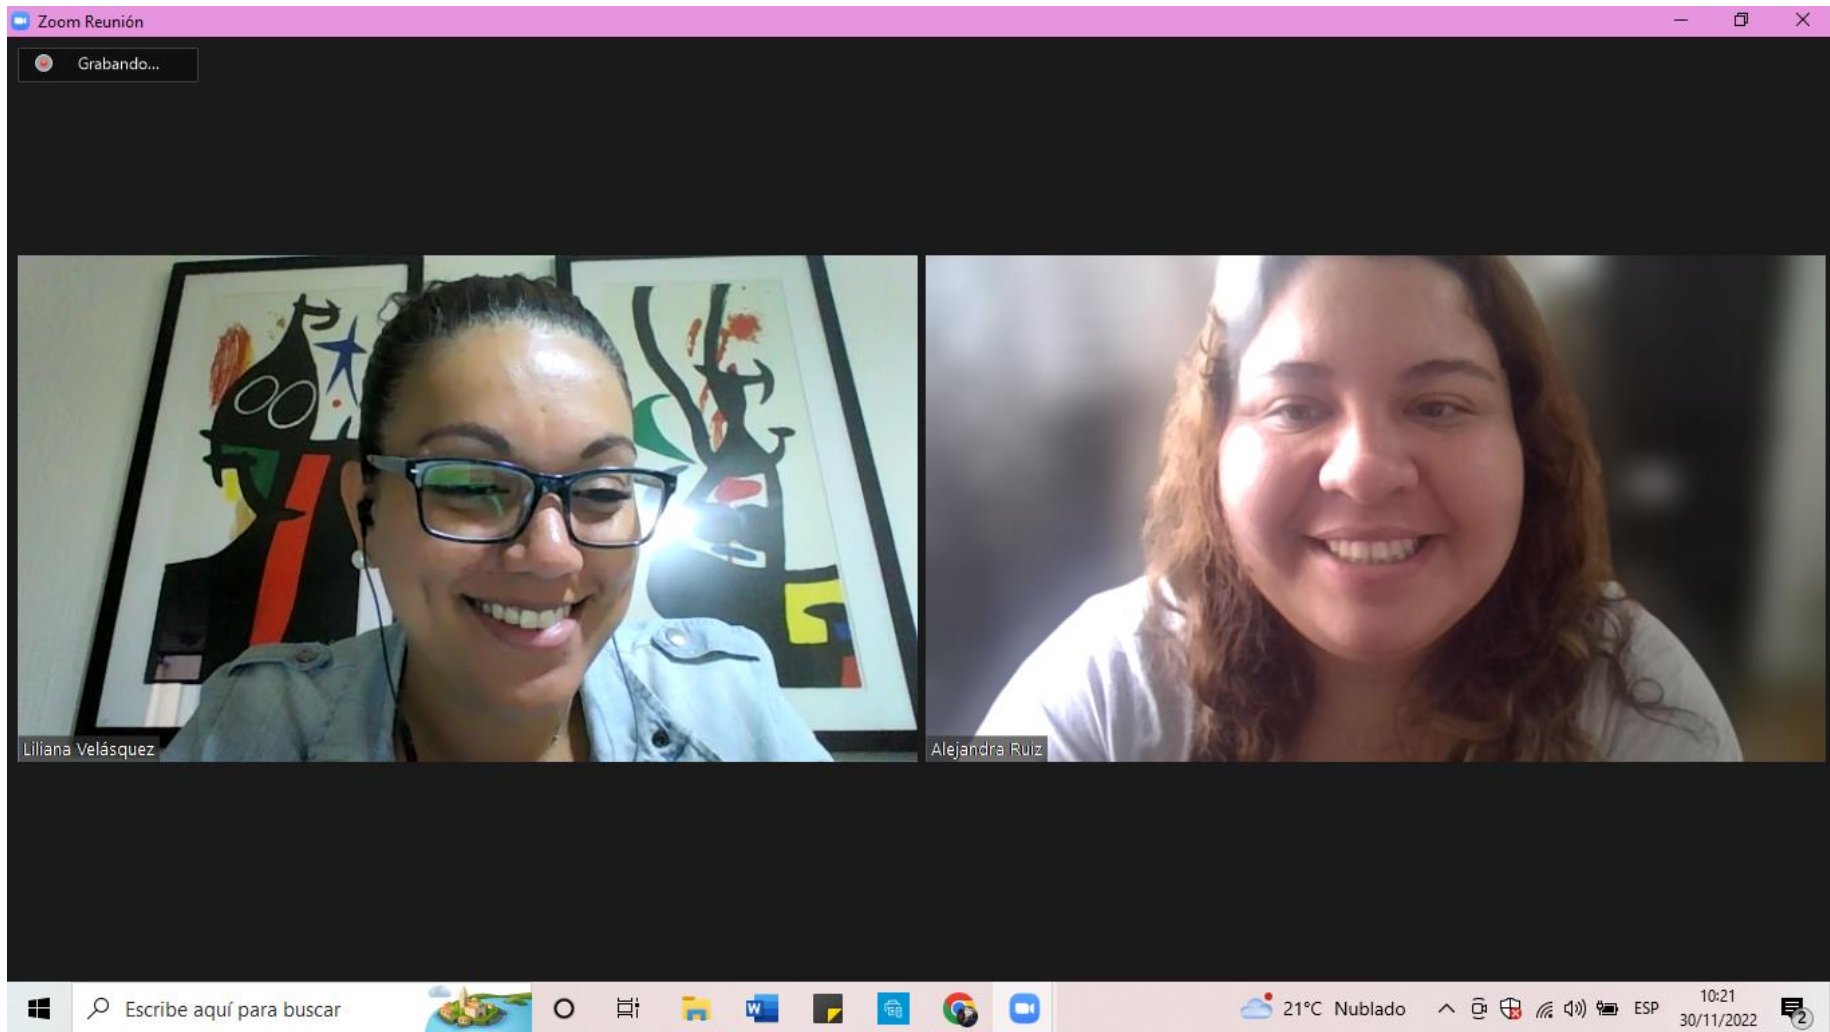 Zoom Reunión
Grabando...
Liliana Velásquez
Alejandra Ruiz
Escribe aquí para buscar
21°C Nublado
ESP
10:21
30/11/2022
2